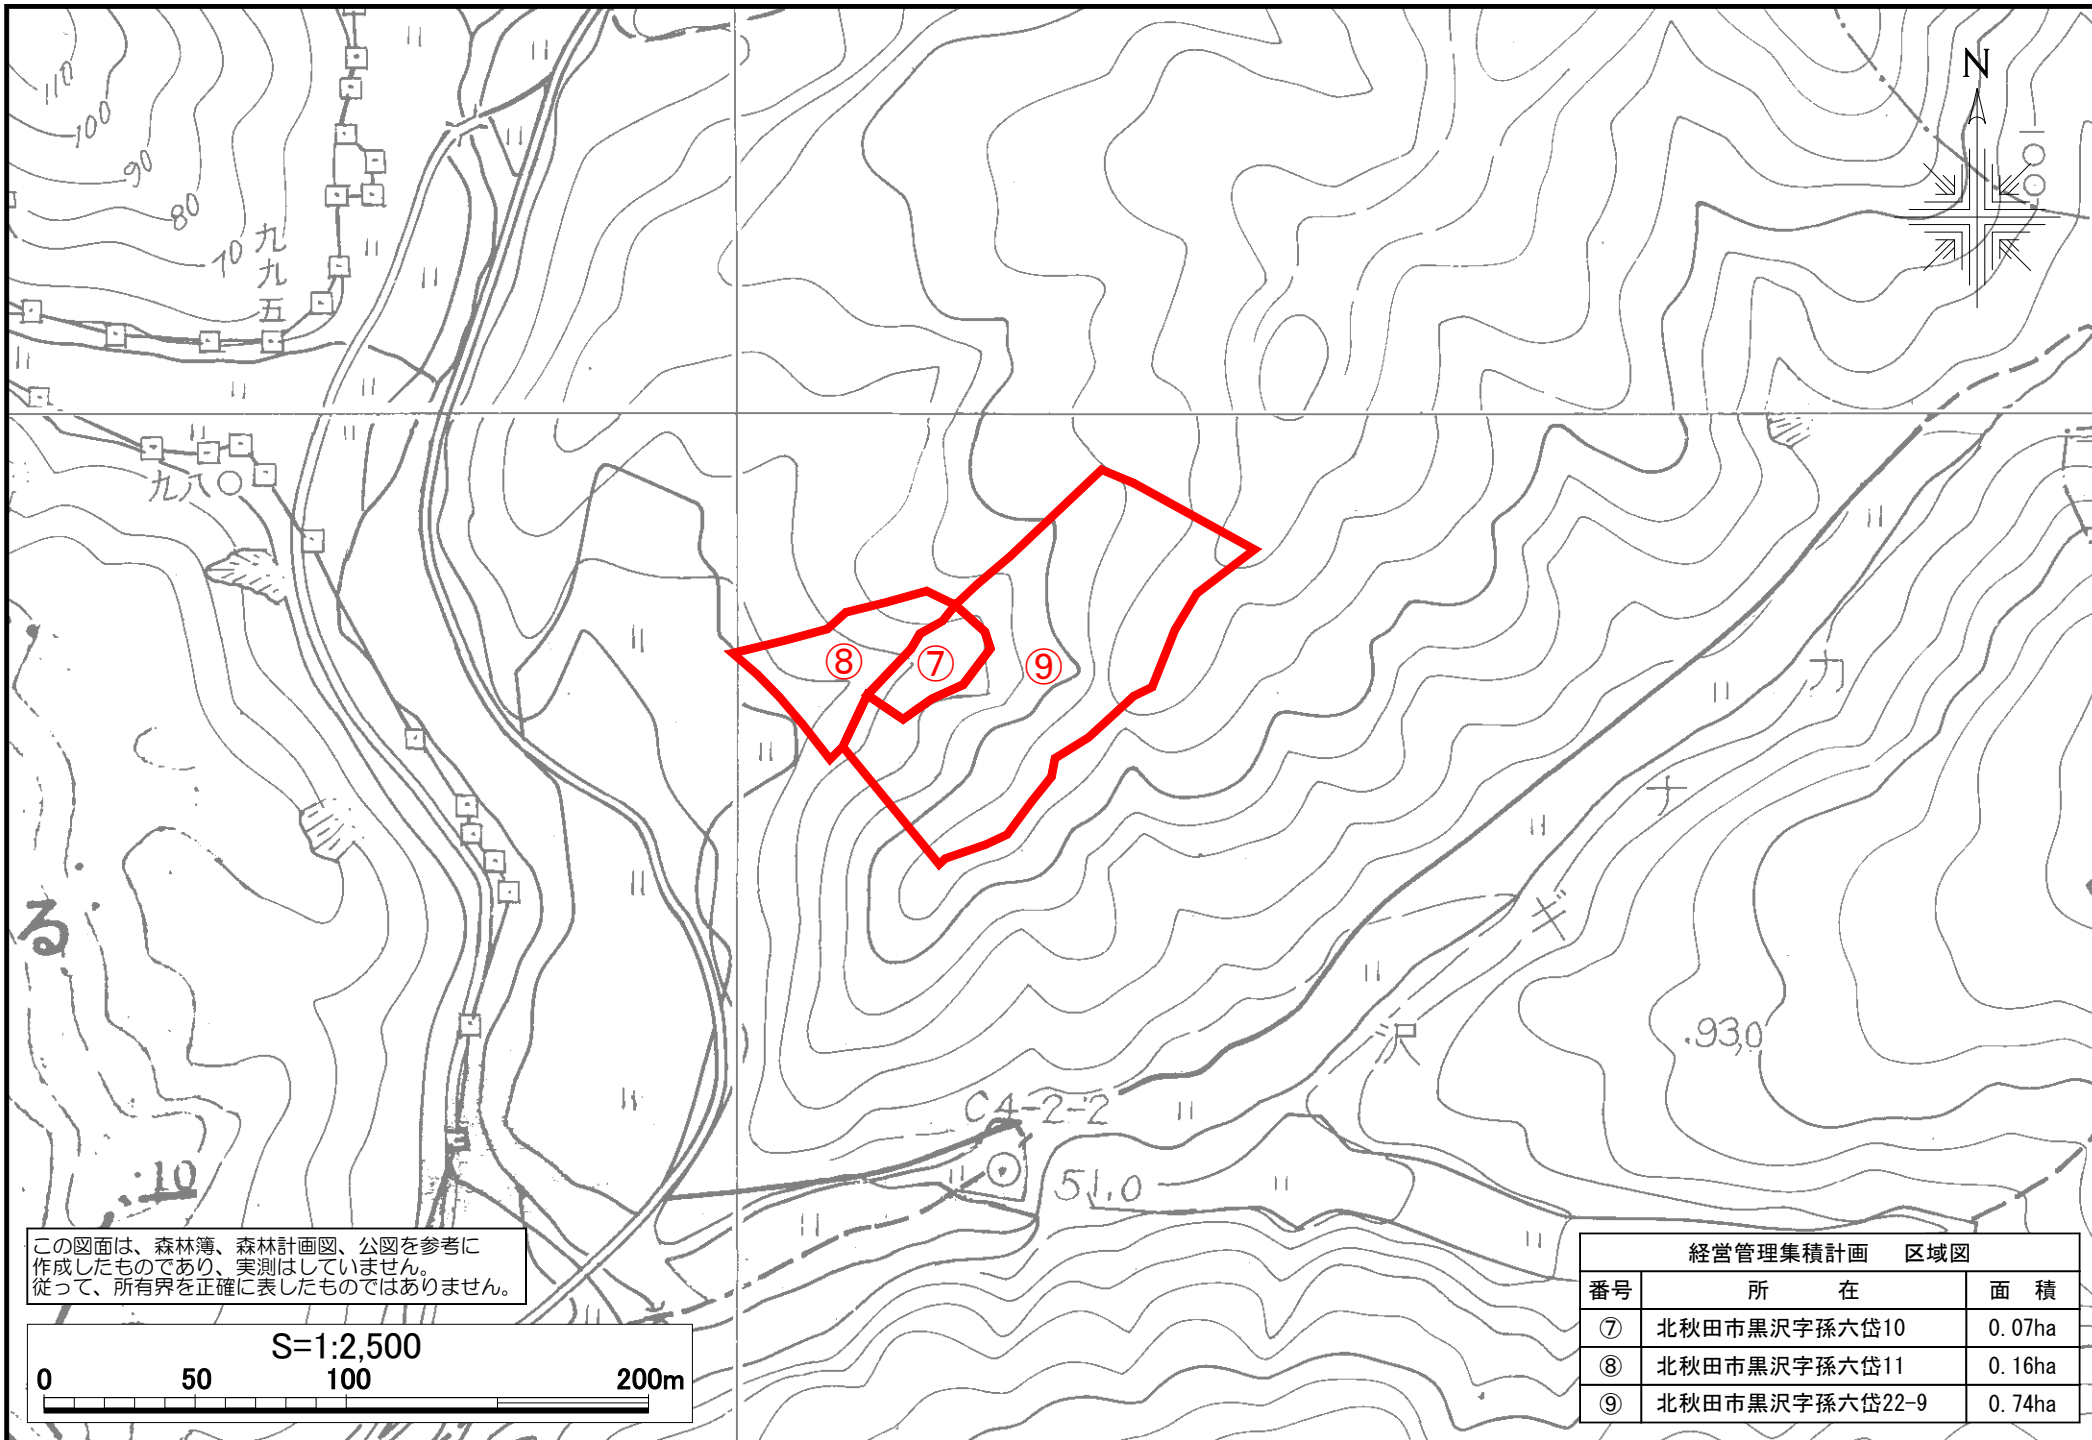 110
100
90
80
70
九九五
N
一〇〇
九八〇
⑧
⑦
⑨
カ
ナ
ギ
沢
る
.93,0
C4-2-2
51.0
.10
この図面は、森林簿、森林計画図、公図を参考に
作成したものであり、実測はしていません。
従って、所有界を正確に表したものではありません。
S=1:2,500
0 50 100 200m
経営管理集積計画 区域図
番号 所 在 面 積
⑦ 北秋田市黒沢字孫六岱10 0.07ha
⑧ 北秋田市黒沢字孫六岱11 0.16ha
⑨ 北秋田市黒沢字孫六岱22-9 0.74ha